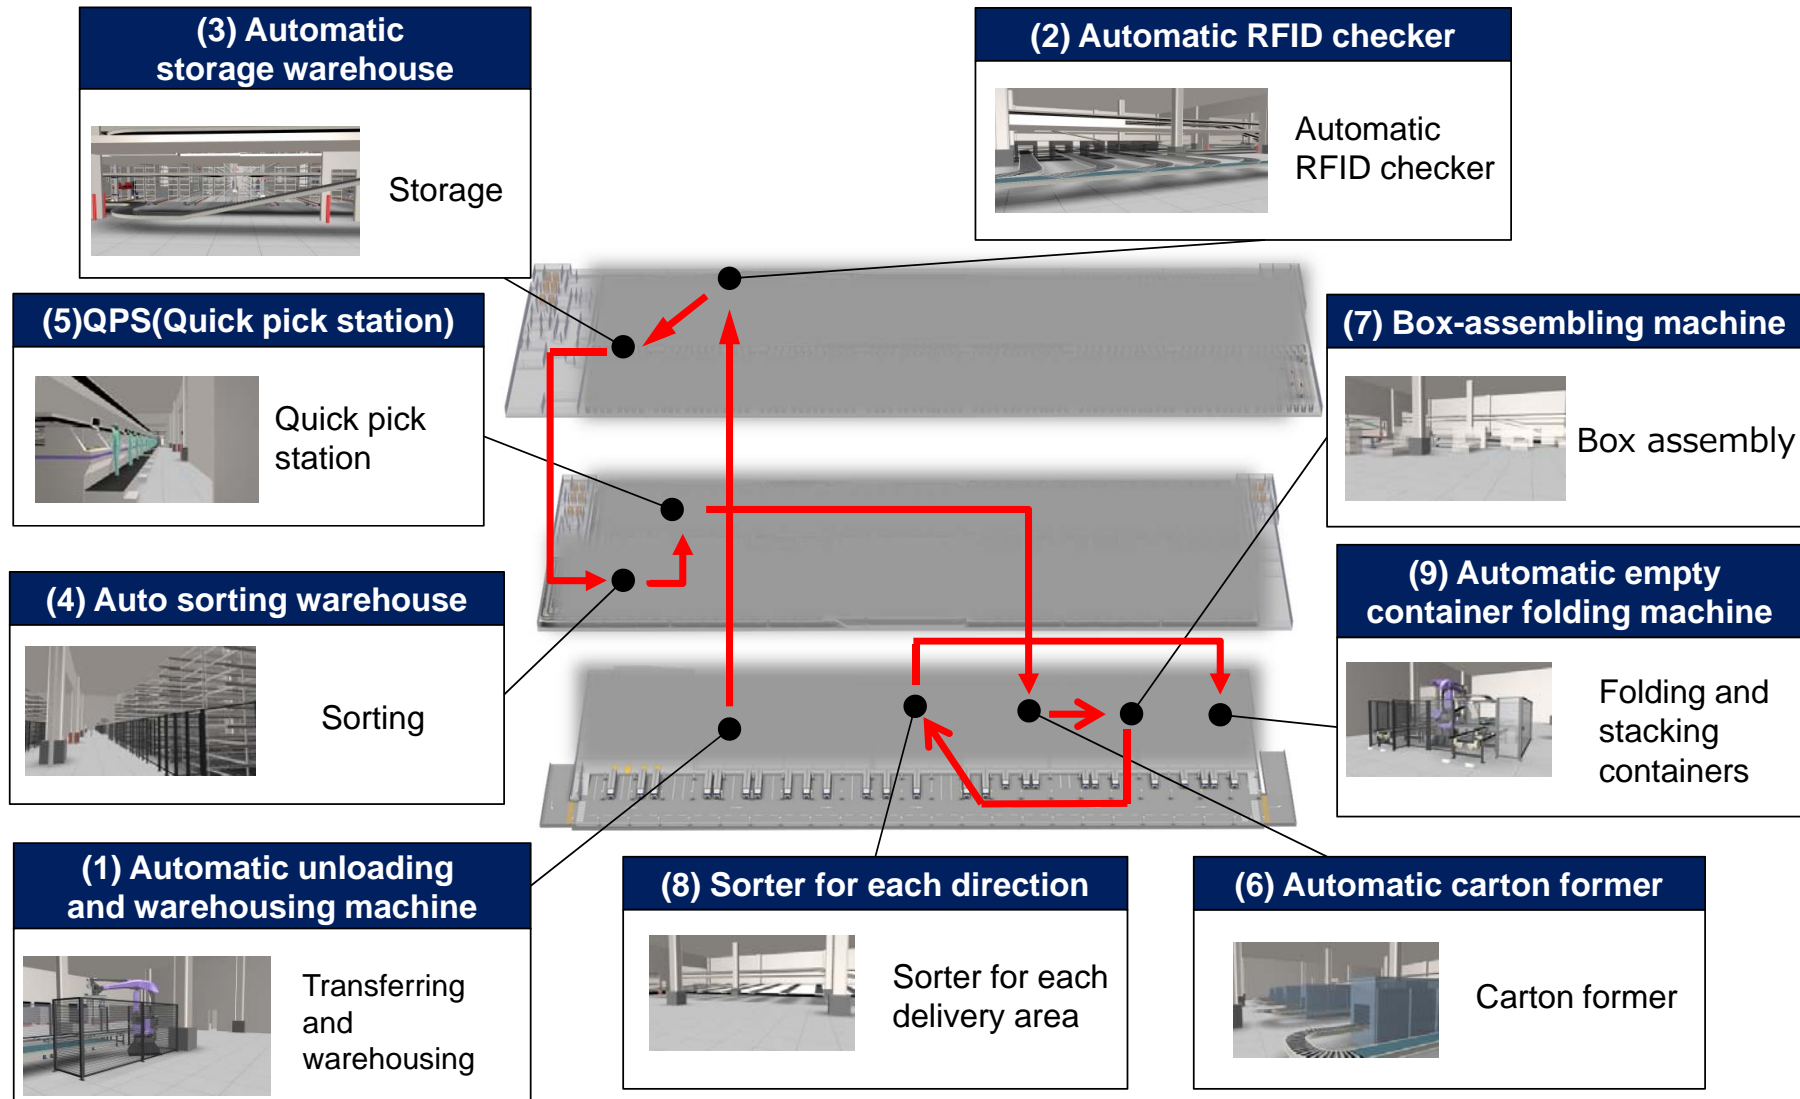 (3) Automatic
storage warehouse
Storage
(2) Automatic RFID checker
Automatic
RFID checker
(5)QPS(Quick pick station)
Quick pick
station
(7) Box-assembling machine
Box assembly
(4) Auto sorting warehouse
Sorting
(9) Automatic empty
container folding machine
Folding and
stacking
containers
(1) Automatic unloading
and warehousing machine
Transferring
and
warehousing
(8) Sorter for each direction
Sorter for each
delivery area
(6) Automatic carton former
Carton former